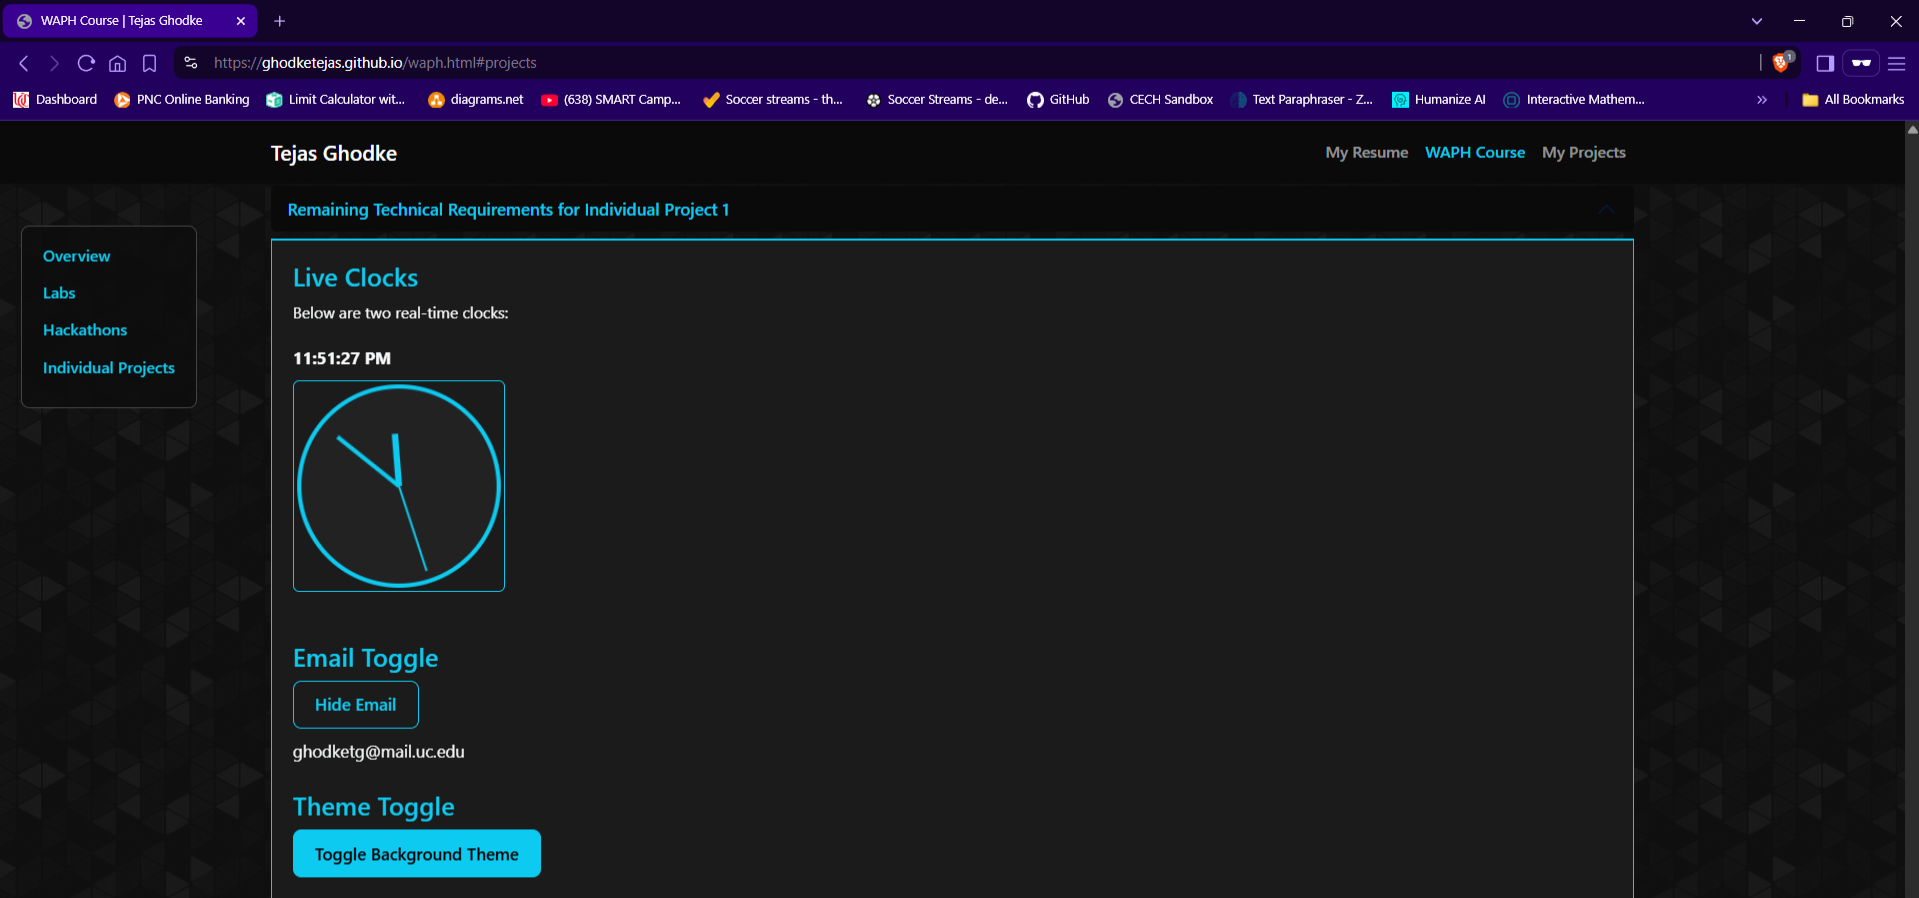 WAPH Course | Tejas Ghodke
https://ghodketejas.github.io/waph.html#projects
1
Dashboard
PNC Online Banking
Limit Calculator wit...
diagrams.net
(638) SMART Camp...
Soccer streams - th...
Soccer Streams - de...
GitHub
CECH Sandbox
Text Paraphraser - Z...
Humanize AI
Interactive Mathem...
All Bookmarks
Tejas Ghodke
My Resume
WAPH Course
My Projects
Overview
Labs
Hackathons
Individual Projects
Remaining Technical Requirements for Individual Project 1
Live Clocks
Below are two real-time clocks:
11:51:27 PM
Email Toggle
Hide Email
ghodketg@mail.uc.edu
Theme Toggle
Toggle Background Theme